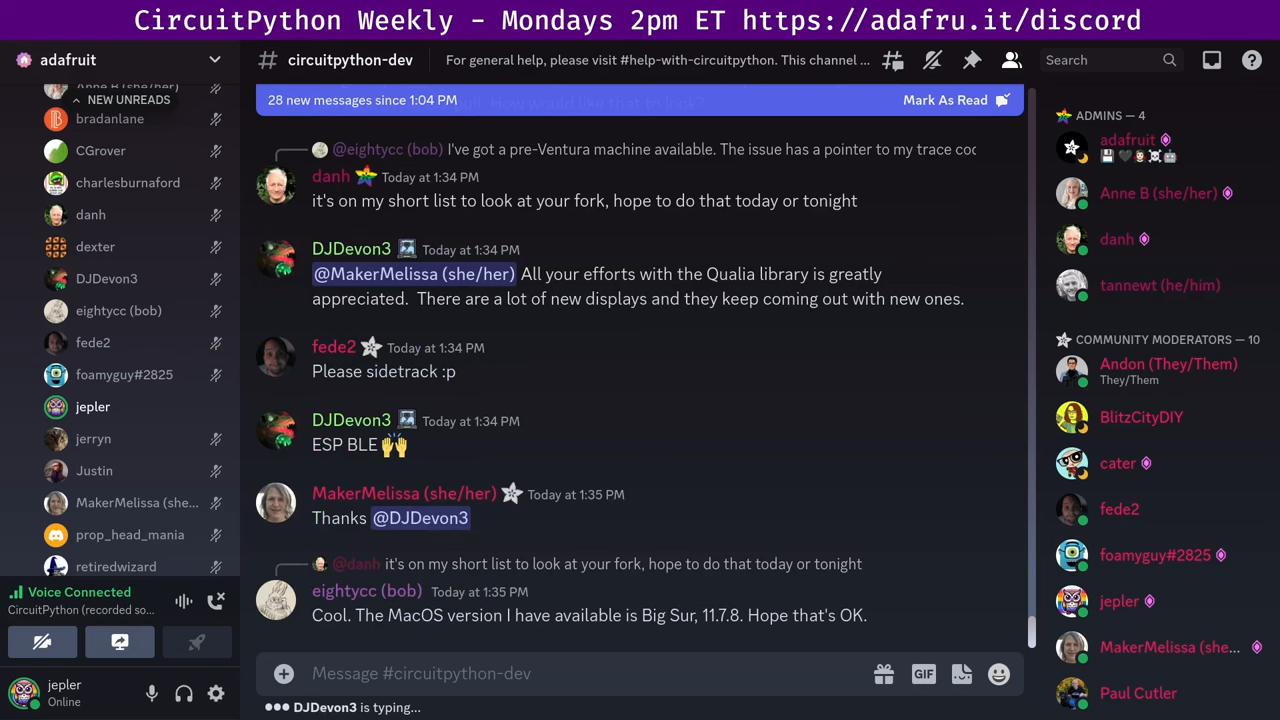 CircuitPython Weekly - Mondays 2pm ET https://adafru.it/discord
adafruit
NEW UNREADS
bradanlane
CGrover
charlesburnaford
danh
dexter
DJDevon3
eightycc (bob)
fede2
foamyguy#2825
jepler
jerryn
Justin
MakerMelissa (she...
prop_head_mania
retiredwizard
Voice Connected
CircuitPython (recorded so...
jepler
Online
# circuitpython-dev
For general help, please visit #help-with-circuitpython. This channel ...
Search
28 new messages since 1:04 PM
Mark As Read
@eightycc (bob) I've got a pre-Ventura machine available. The issue has a pointer to my trace
danh Today at 1:34 PM
it's on my short list to look at your fork, hope to do that today or tonight
DJDevon3 Today at 1:34 PM
@MakerMelissa (she/her) All your efforts with the Qualia library is greatly
appreciated. There are a lot of new displays and they keep coming out with new ones.
fede2 Today at 1:34 PM
Please sidetrack :p
DJDevon3 Today at 1:34 PM
ESP BLE 🙌
MakerMelissa (she/her) Today at 1:35 PM
Thanks @DJDevon3
@danh it's on my short list to look at your fork, hope to do that today or tonight
eightycc (bob) Today at 1:35 PM
Cool. The MacOS version I have available is Big Sur, 11.7.8. Hope that's OK.
Message #circuitpython-dev
GIF
DJDevon3 is typing...
ADMINS — 4
adafruit
💾🖤👩🏻‍🚀☠️🤖
Anne B (she/her)
danh
tannewt (he/him)
COMMUNITY MODERATORS — 10
Andon (They/Them)
They/Them
BlitzCityDIY
cater
fede2
foamyguy#2825
jepler
MakerMelissa (she...
Paul Cutler